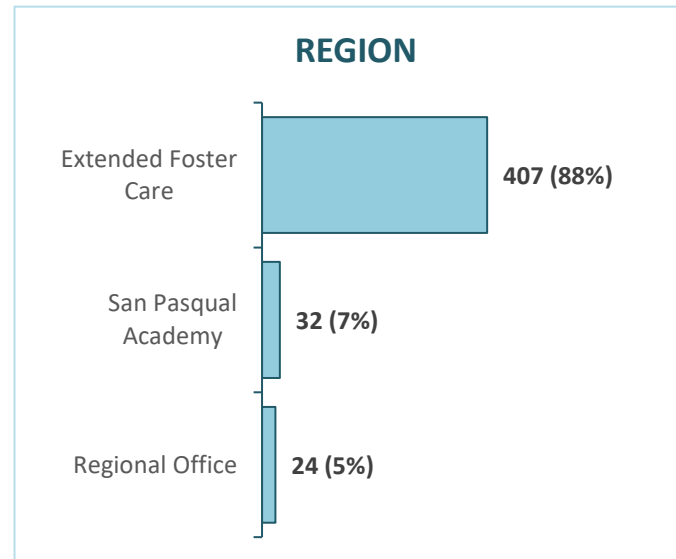 REGION
Extended Foster
Care
407 (88%)
San Pasqual
Academy
32 (7%)
Regional Office
24 (5%)